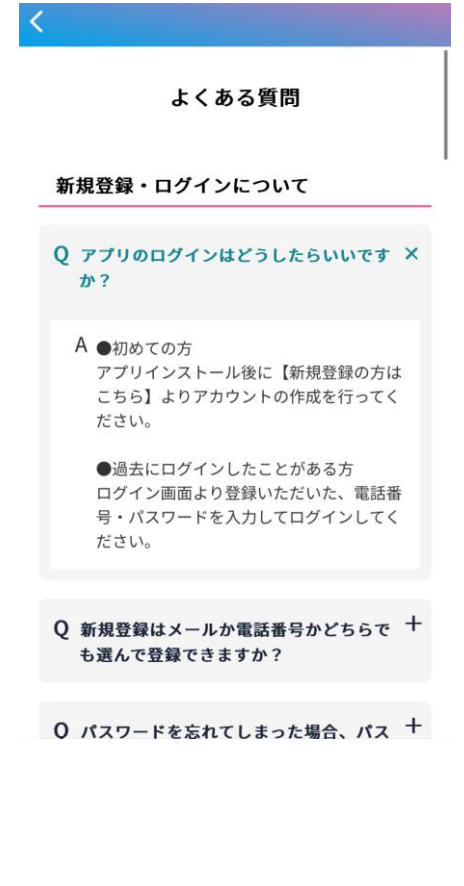 よくある質問
新規登録・ログインについて
Q アプリのログインはどうしたらいいです
か？
A ●初めての方
アプリインストール後に【新規登録の方は
こちら】よりアカウントの作成を行ってく
ださい。
●過去にログインしたことがある方
ログイン画面より登録いただいた、電話番
号・パスワードを入力してログインしてく
ださい。
Q 新規登録はメールか電話番号かどちらで
も選んで登録できますか？
Q パスワードを忘れてしまった場合、パス